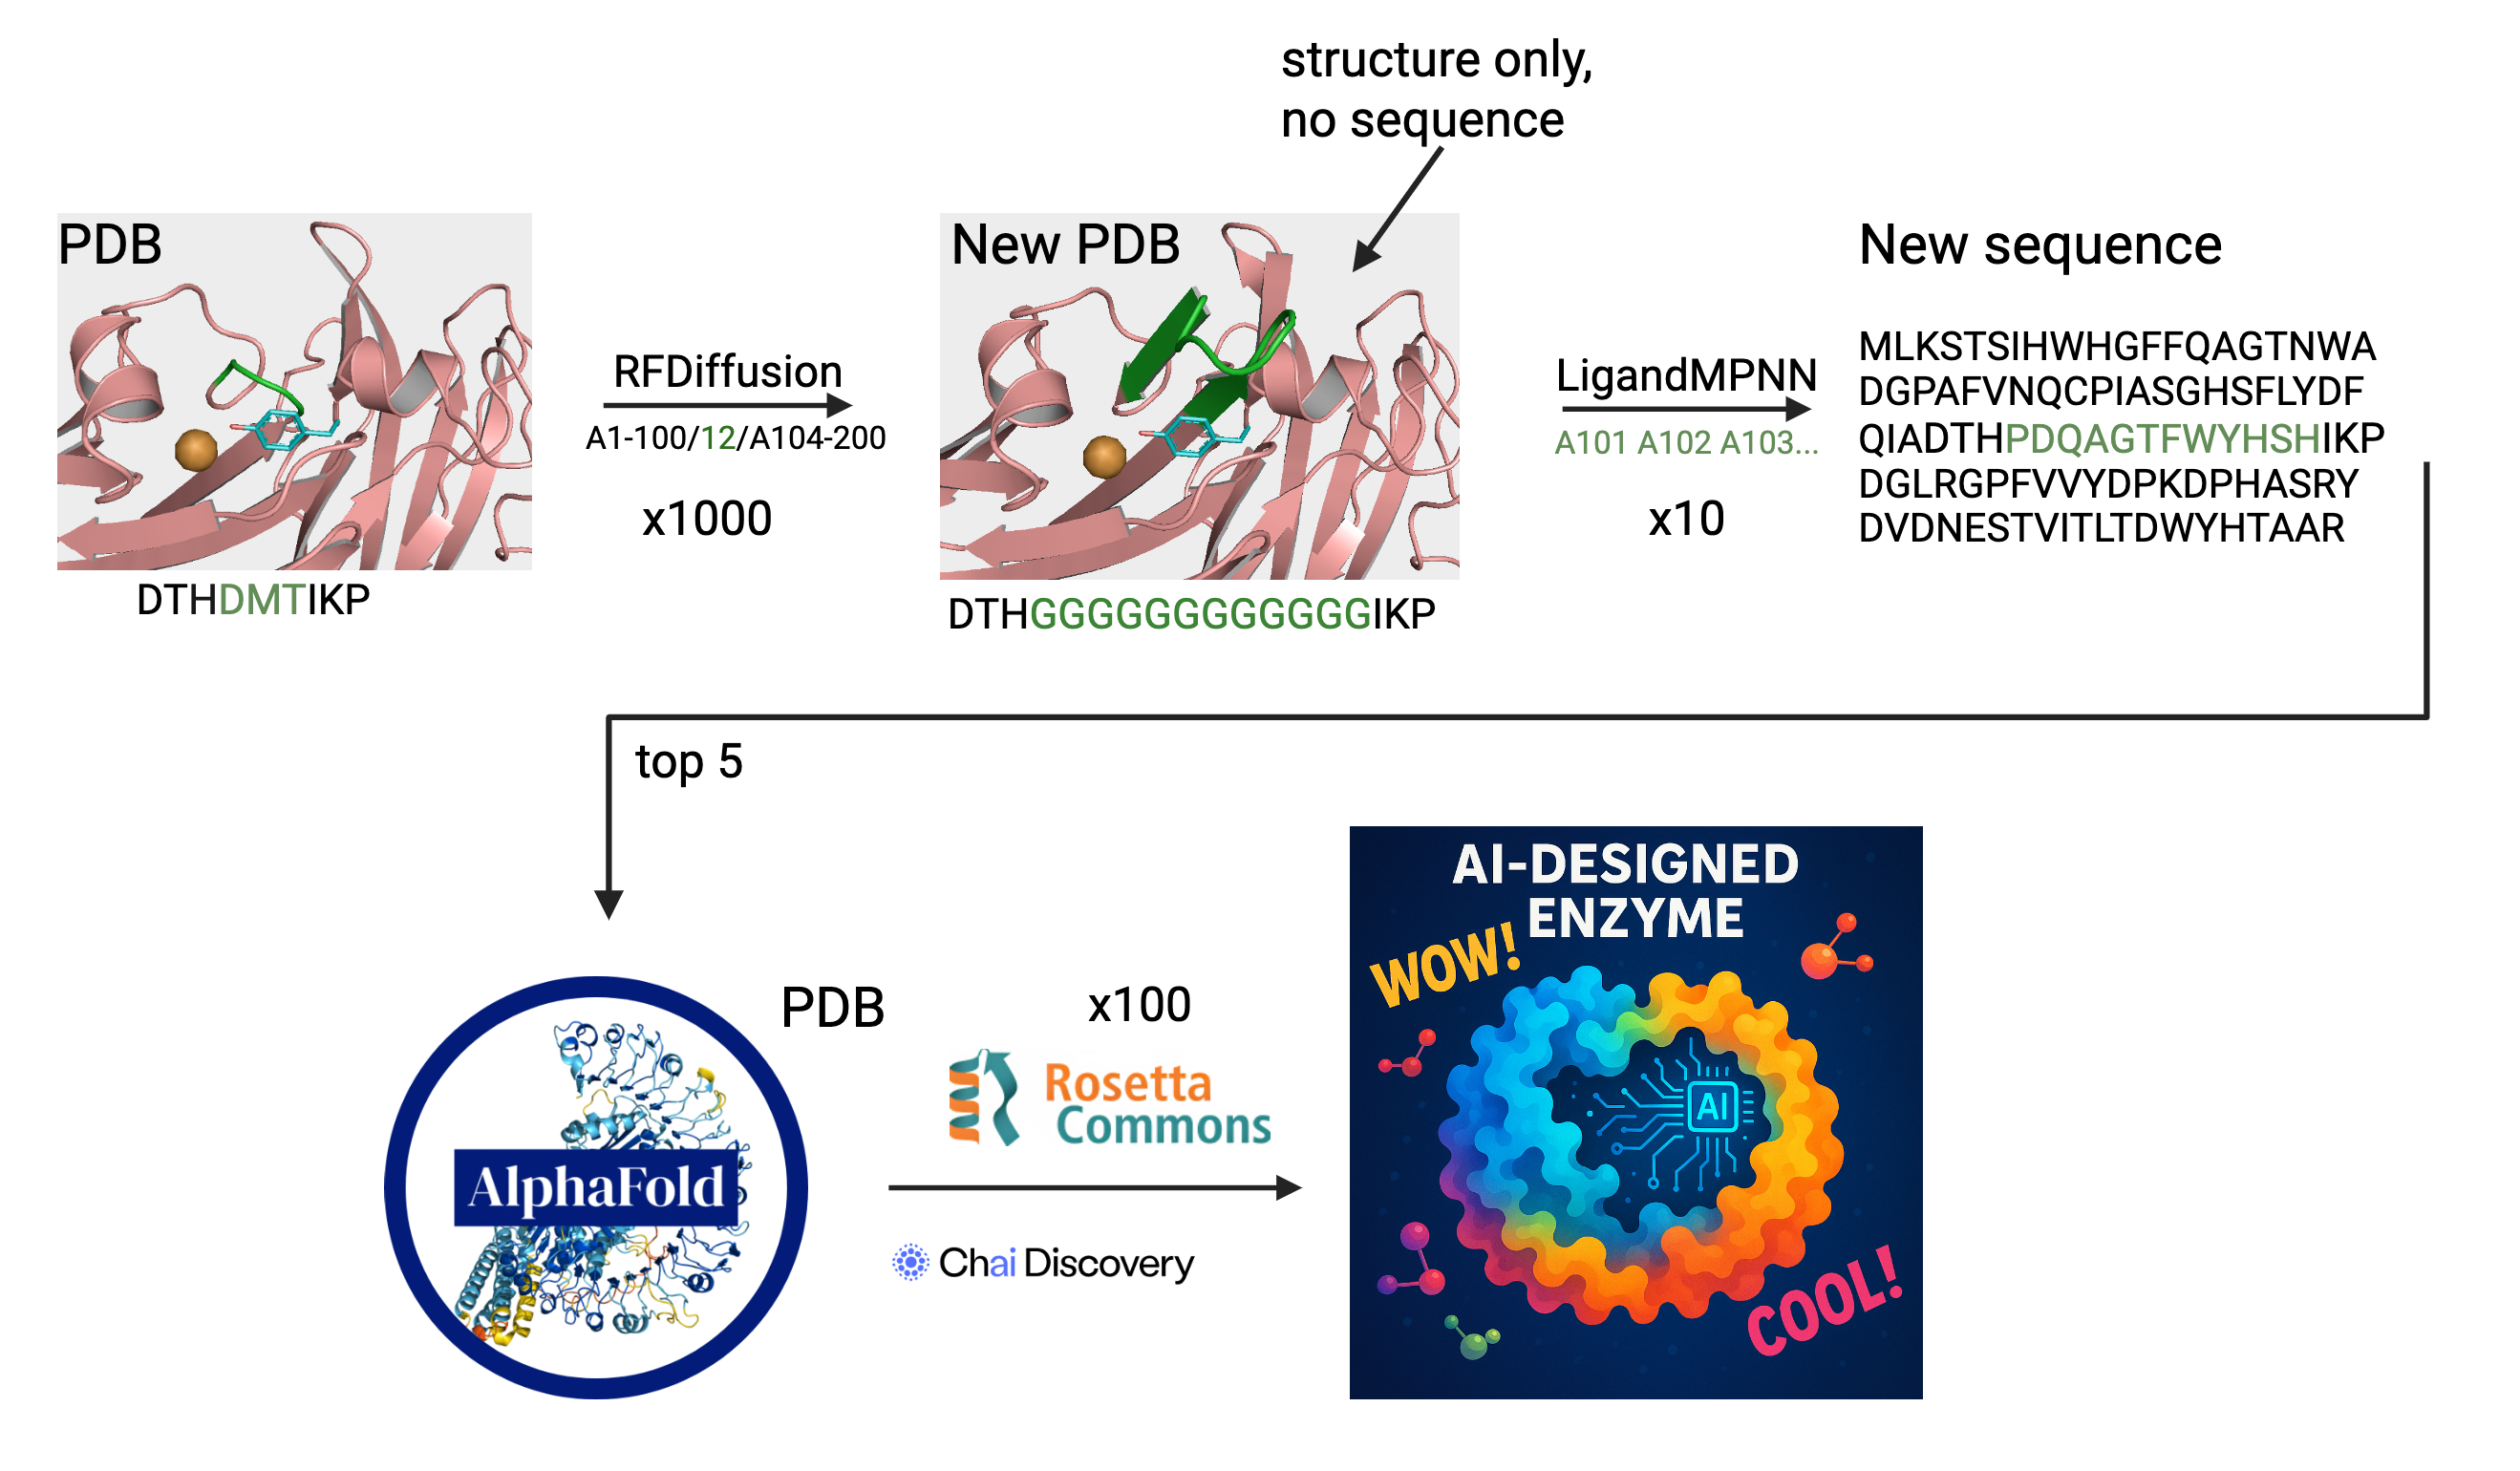 structure only,
no sequence
PDB
DTHDMTIKP
RFDiffusion
A1-100/12/A104-200
x1000
New PDB
DTHGGGGGGGGGGGGIKP
LigandMPNN
A101 A102 A103...
x10
New sequence
MLKSTSIHWHGFFQAGTNWA
DGPAFVNQCPIASGHSFLYDF
QIADTHPDQAGTFWYHSHIKP
DGLRGPFVVYDPKDPHASRY
DVDNESTVITLTDWYHTAAR
top 5
AlphaFold
PDB
x100
Rosetta
Commons
Chai Discovery
AI-DESIGNED
ENZYME
WOW!
AI
COOL!